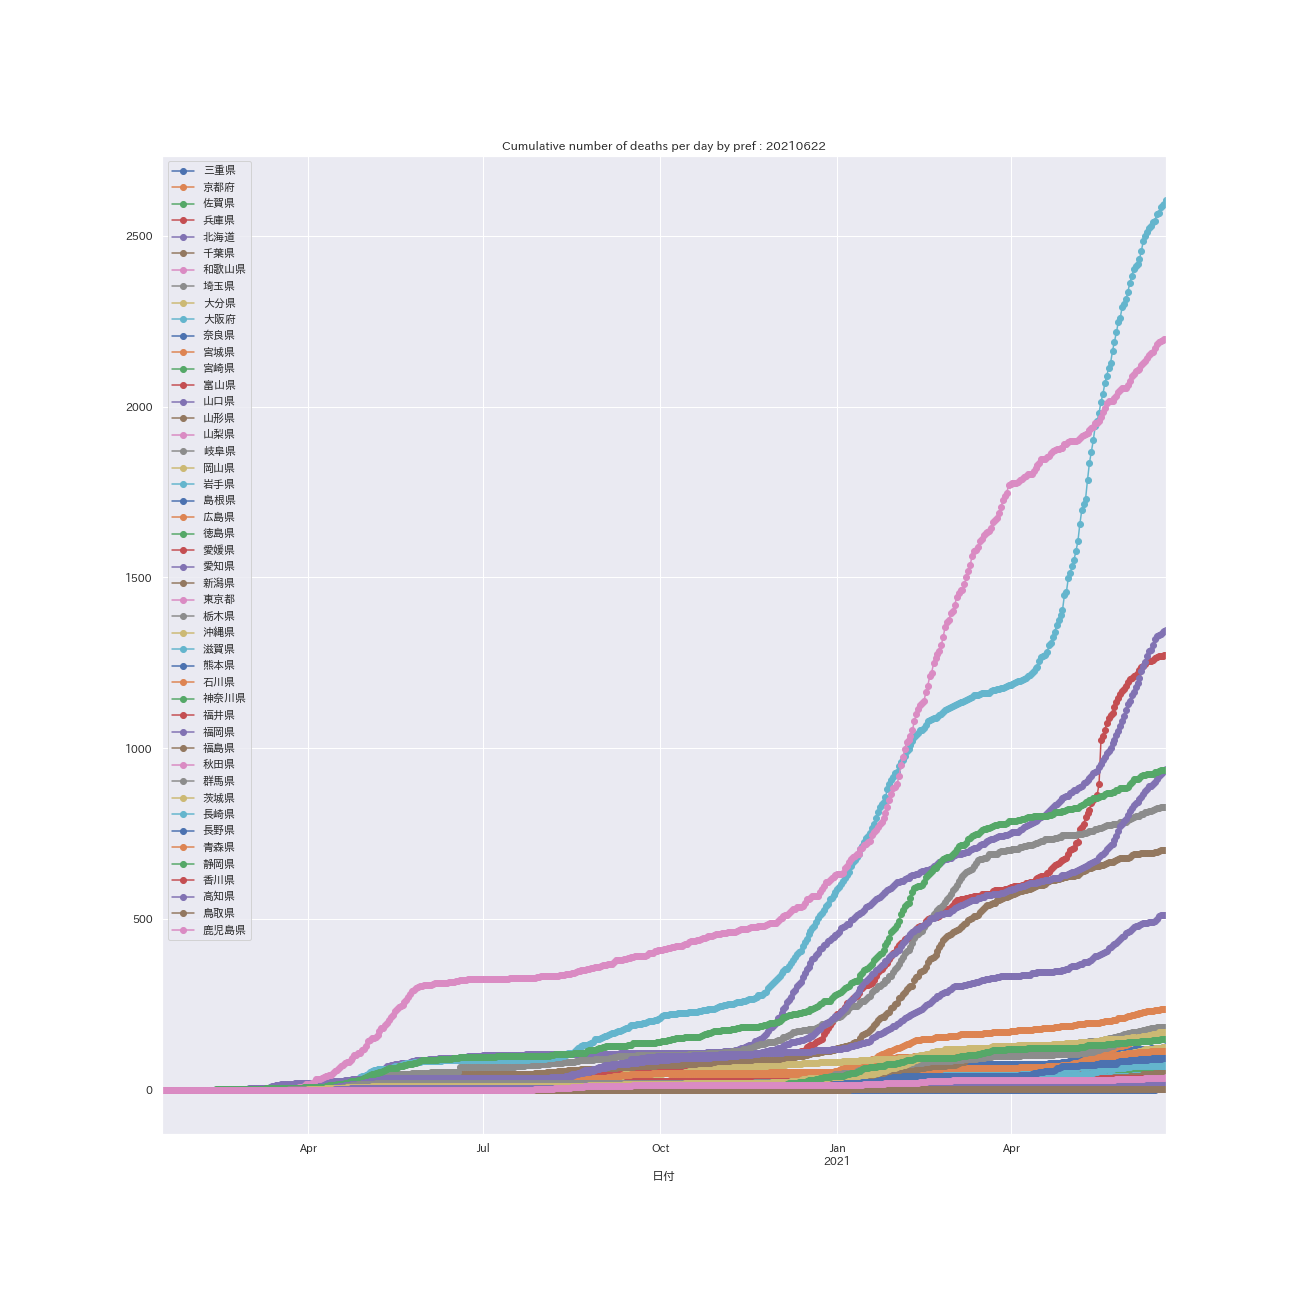 Cumulative number of deaths per day by pref : 20210622
三重県
京都府
佐賀県
兵庫県
北海道
千葉県
和歌山県
埼玉県
大分県
大阪府
奈良県
宮城県
宮崎県
富山県
山口県
山形県
山梨県
岐阜県
岡山県
岩手県
島根県
広島県
徳島県
愛媛県
愛知県
新潟県
東京都
栃木県
沖縄県
滋賀県
熊本県
石川県
神奈川県
福井県
福岡県
福島県
秋田県
群馬県
茨城県
長崎県
長野県
青森県
静岡県
香川県
高知県
鳥取県
鹿児島県
2500
2000
1500
1000
500
0
Apr Jul Oct Jan Apr
2021
日付